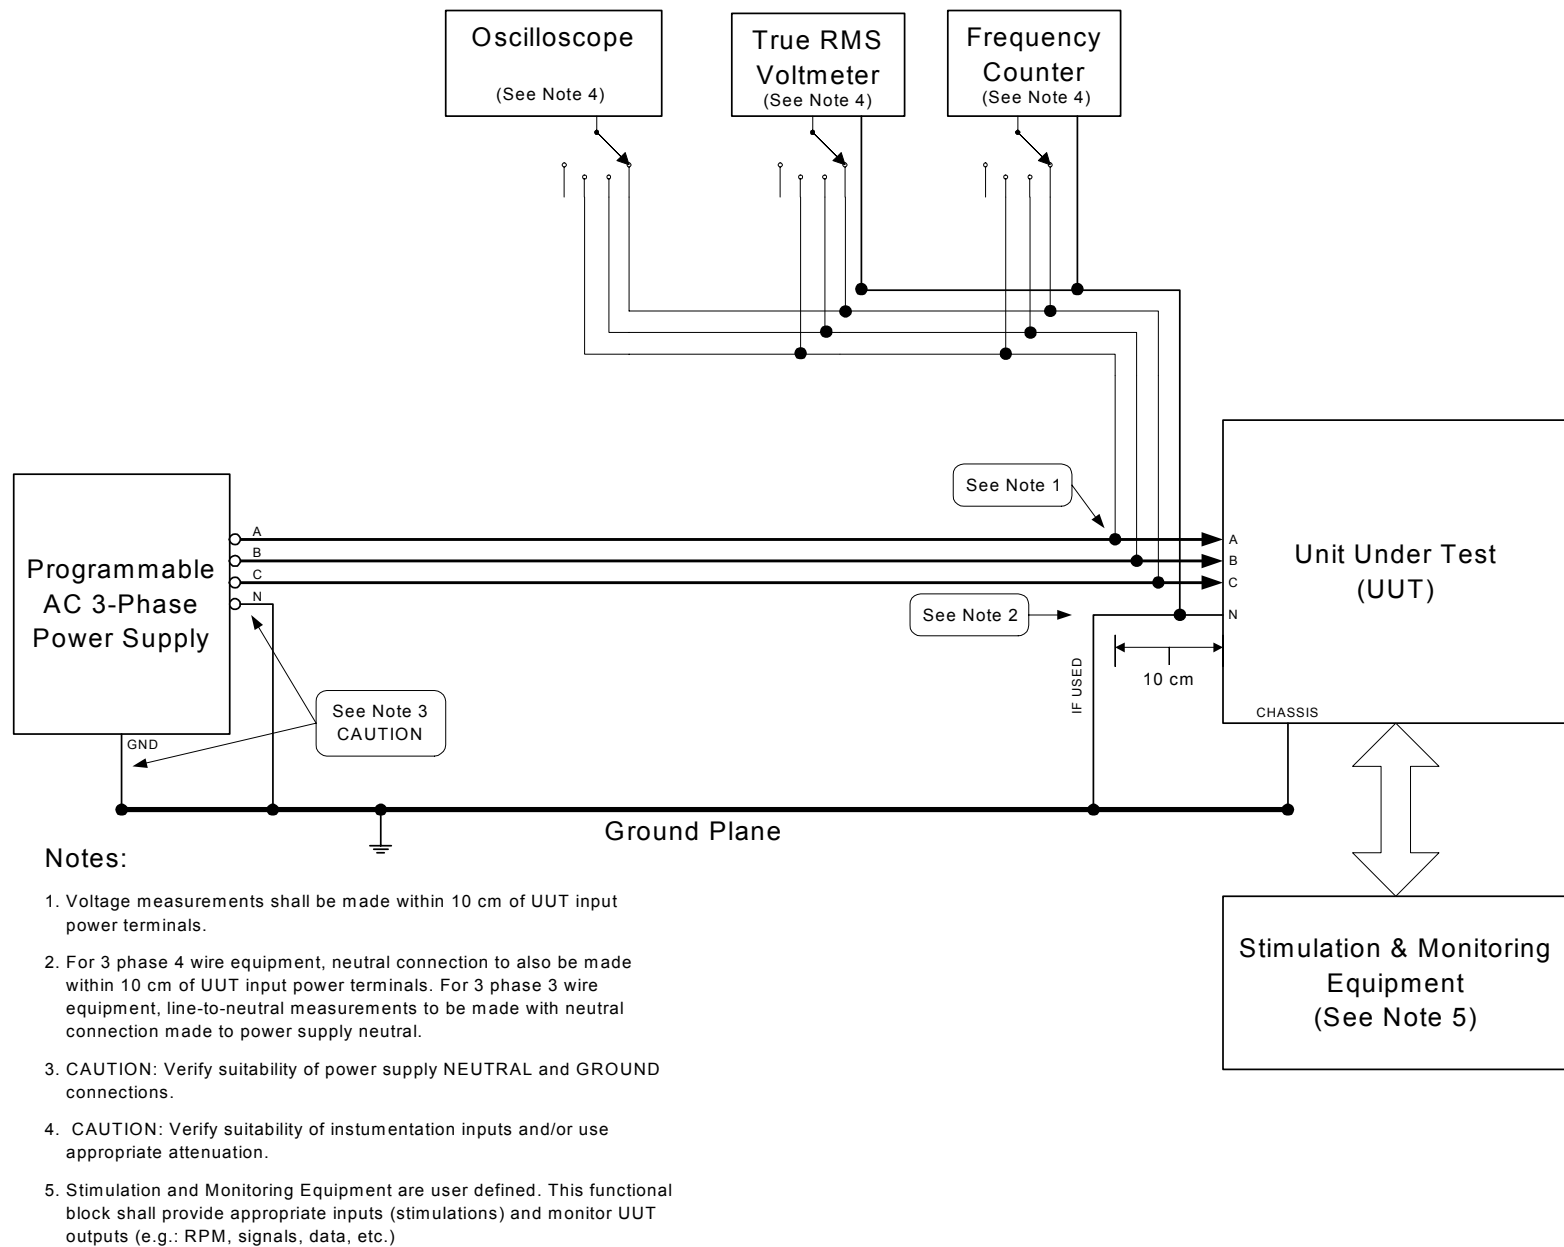 Oscilloscope
(See Note 4)
True RMS
Voltmeter
(See Note 4)
Frequency
Counter
(See Note 4)
See Note 1
Programmable
AC 3-Phase
Power Supply
A
B
C
N
GND
See Note 2
See Note 3
CAUTION
IF USED
10 cm
A
B
C
N
Unit Under Test
(UUT)
CHASSIS
Ground Plane
Stimulation & Monitoring
Equipment
(See Note 5)
Notes:
1. Voltage measurements shall be made within 10 cm of UUT input
power terminals.
2. For 3 phase 4 wire equipment, neutral connection to also be made
within 10 cm of UUT input power terminals. For 3 phase 3 wire
equipment, line-to-neutral measurements to be made with neutral
connection made to power supply neutral.
3. CAUTION: Verify suitability of power supply NEUTRAL and GROUND
connections.
4. CAUTION: Verify suitability of instumentation inputs and/or use
appropriate attenuation.
5. Stimulation and Monitoring Equipment are user defined. This functional
block shall provide appropriate inputs (stimulations) and monitor UUT
outputs (e.g.: RPM, signals, data, etc.)